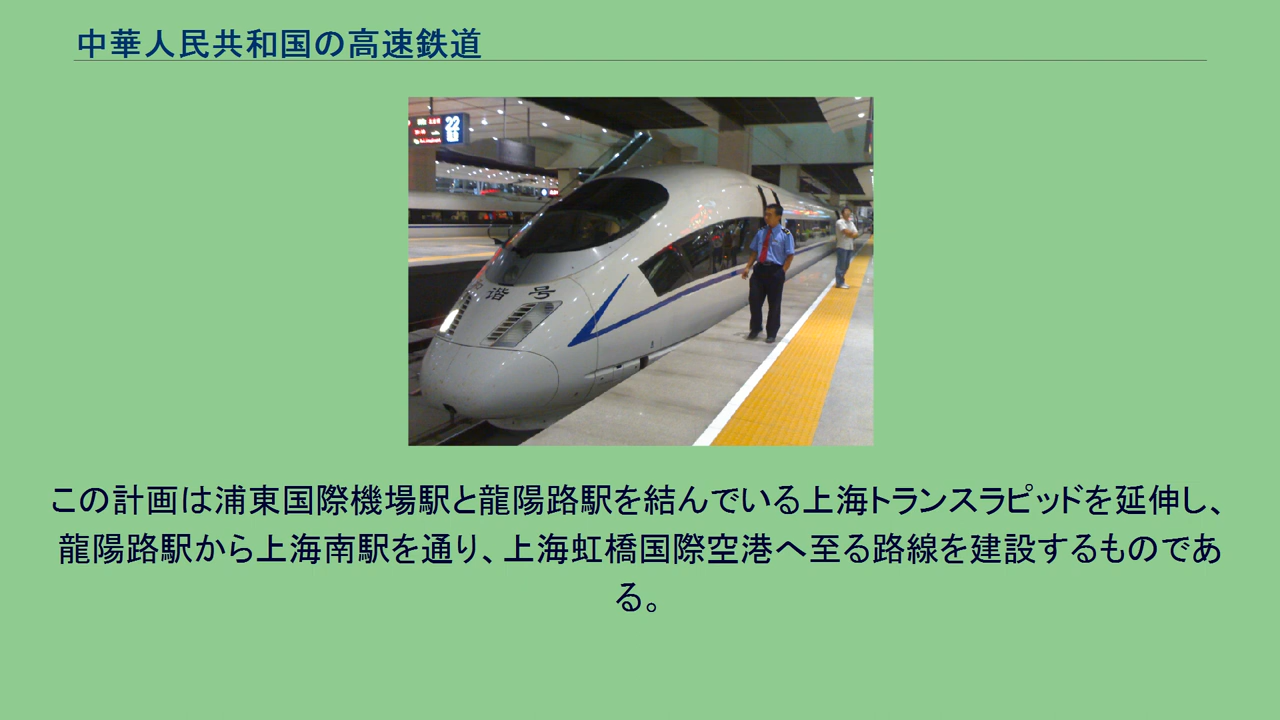 中華人民共和国の高速鉄道
22
谐号
この計画は浦東国際機場駅と龍陽路駅を結んでいる上海トランスラピッドを延伸し、
龍陽路駅から上海南駅を通り、上海虹橋国際空港へ至る路線を建設するものであ
る。